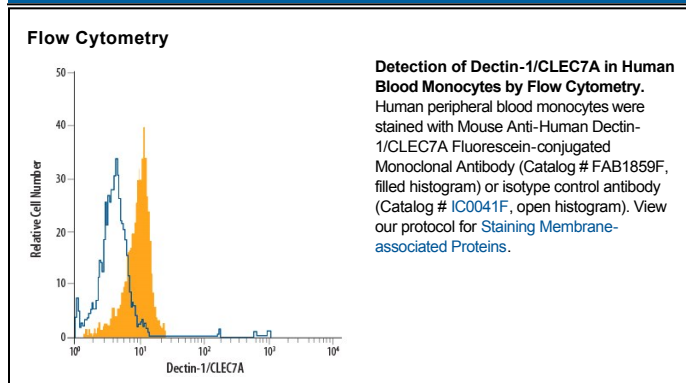 Flow Cytometry
50
40
30
20
10
0
Relative Cell Number
10⁰ 10¹ 10² 10³ 10⁴
Dectin-1/CLEC7A
Detection of Dectin-1/CLEC7A in Human
Blood Monocytes by Flow Cytometry.
Human peripheral blood monocytes were
stained with Mouse Anti-Human Dectin-
1/CLEC7A Fluorescein-conjugated
Monoclonal Antibody (Catalog # FAB1859F,
filled histogram) or isotype control antibody
(Catalog # IC0041F, open histogram). View
our protocol for Staining Membrane-
associated Proteins.